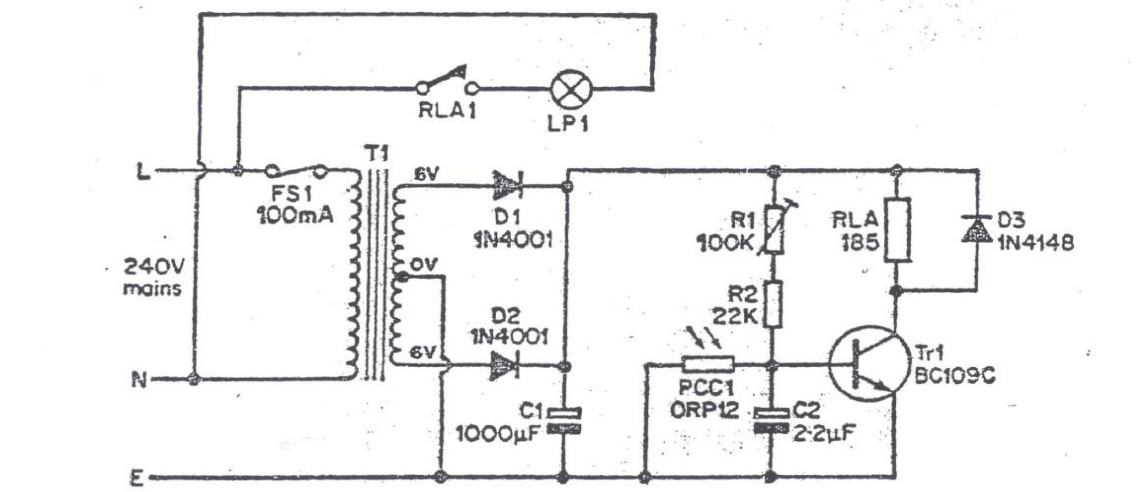 RLA1
LP1
L
FS1
100mA
T1
6V
0V
6V
D1
1N4001
D2
1N4001
240V
mains
N
E
C1
1000µF
R1
100K
R2
22K
PCC1
ORP12
C2
2·2µF
RLA
185
D3
1N4148
Tr1
BC109C